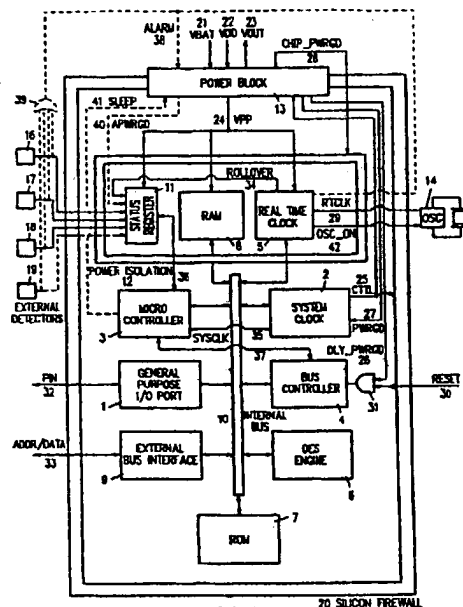 ALARM
38
21
VBAT
22
VDD
23
VOUT
CHIP_PWRGD
28
POWER BLOCK
13
41 SLEEP
39
40 APWRGD
24 VPP
16
17
18
19
EXTERNAL
DETECTORS
ROLLOVER
34
11
STATUS
REGISTER
RAM
REAL TIME
CLOCK
5
RTCLK
29
OSC_ON
42
14
OSC
POWER ISOLATION
12
36
MICRO
CONTROLLER
3
2
SYSTEM
CLOCK
25
CTTL
27
PWRGD
SYSCLK
35
37
DLY_PWRGD
26
PIN
32
GENERAL
PURPOSE
I/O PORT
1
10
INTERNAL
BUS
BUS
CONTROLLER
4
31
RESET
30
ADDR/DATA
33
EXTERNAL
BUS INTERFACE
9
DES
ENGINE
ROM
7
20 SILICON FIREWALL